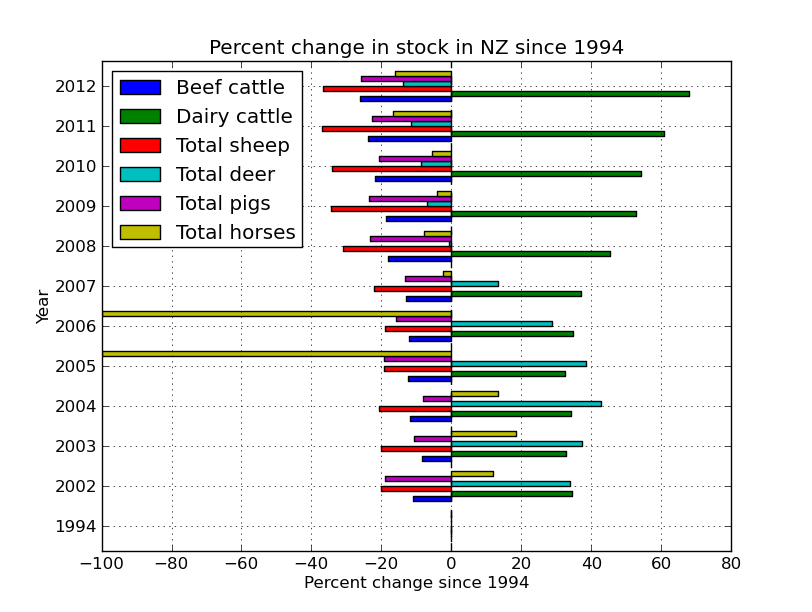 Percent change in stock in NZ since 1994
Beef cattle
Dairy cattle
Total sheep
Total deer
Total pigs
Total horses
Year
2012
2011
2010
2009
2008
2007
2006
2005
2004
2003
2002
1994
−100 −80 −60 −40 −20 0 20 40 60 80
Percent change since 1994